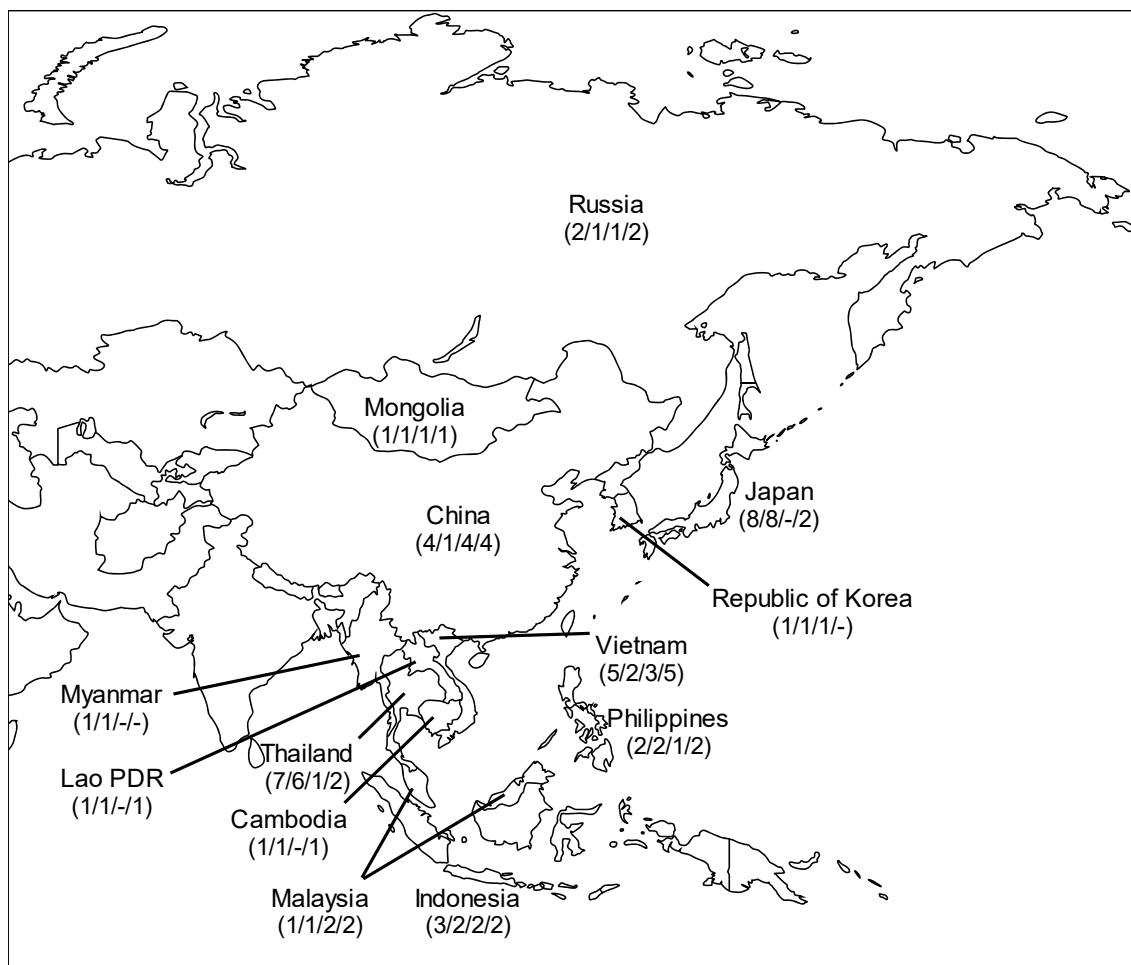 Russia
(2/1/1/2)
Mongolia
(1/1/1/1)
Japan
(8/8/-/2)
China
(4/1/4/4)
Republic of Korea
(1/1/1/-)
Vietnam
(5/2/3/5)
Myanmar
(1/1/-/-)
Philippines
(2/2/1/2)
Thailand
(7/6/1/2)
Lao PDR
(1/1/-/1)
Cambodia
(1/1/-/1)
Malaysia
(1/1/2/2)
Indonesia
(3/2/2/2)